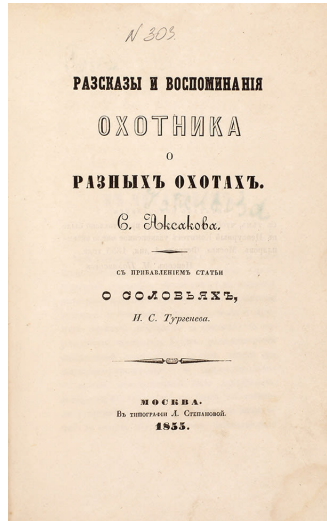 N 303.
РАЗСКАЗЫ И ВОСПОМИНАНІЯ
ОХОТНИКА
О
РАЗНЫХЪ ОХОТАХЪ.
С. Аксакова.
СЪ ПРИБАВЛЕНІЕМЪ СТАТЬИ
О СОЛОВЬЯХЪ,
И. С. Тургенева.
МОСКВА.
Въ типографіи Л. Степановой.
1855.